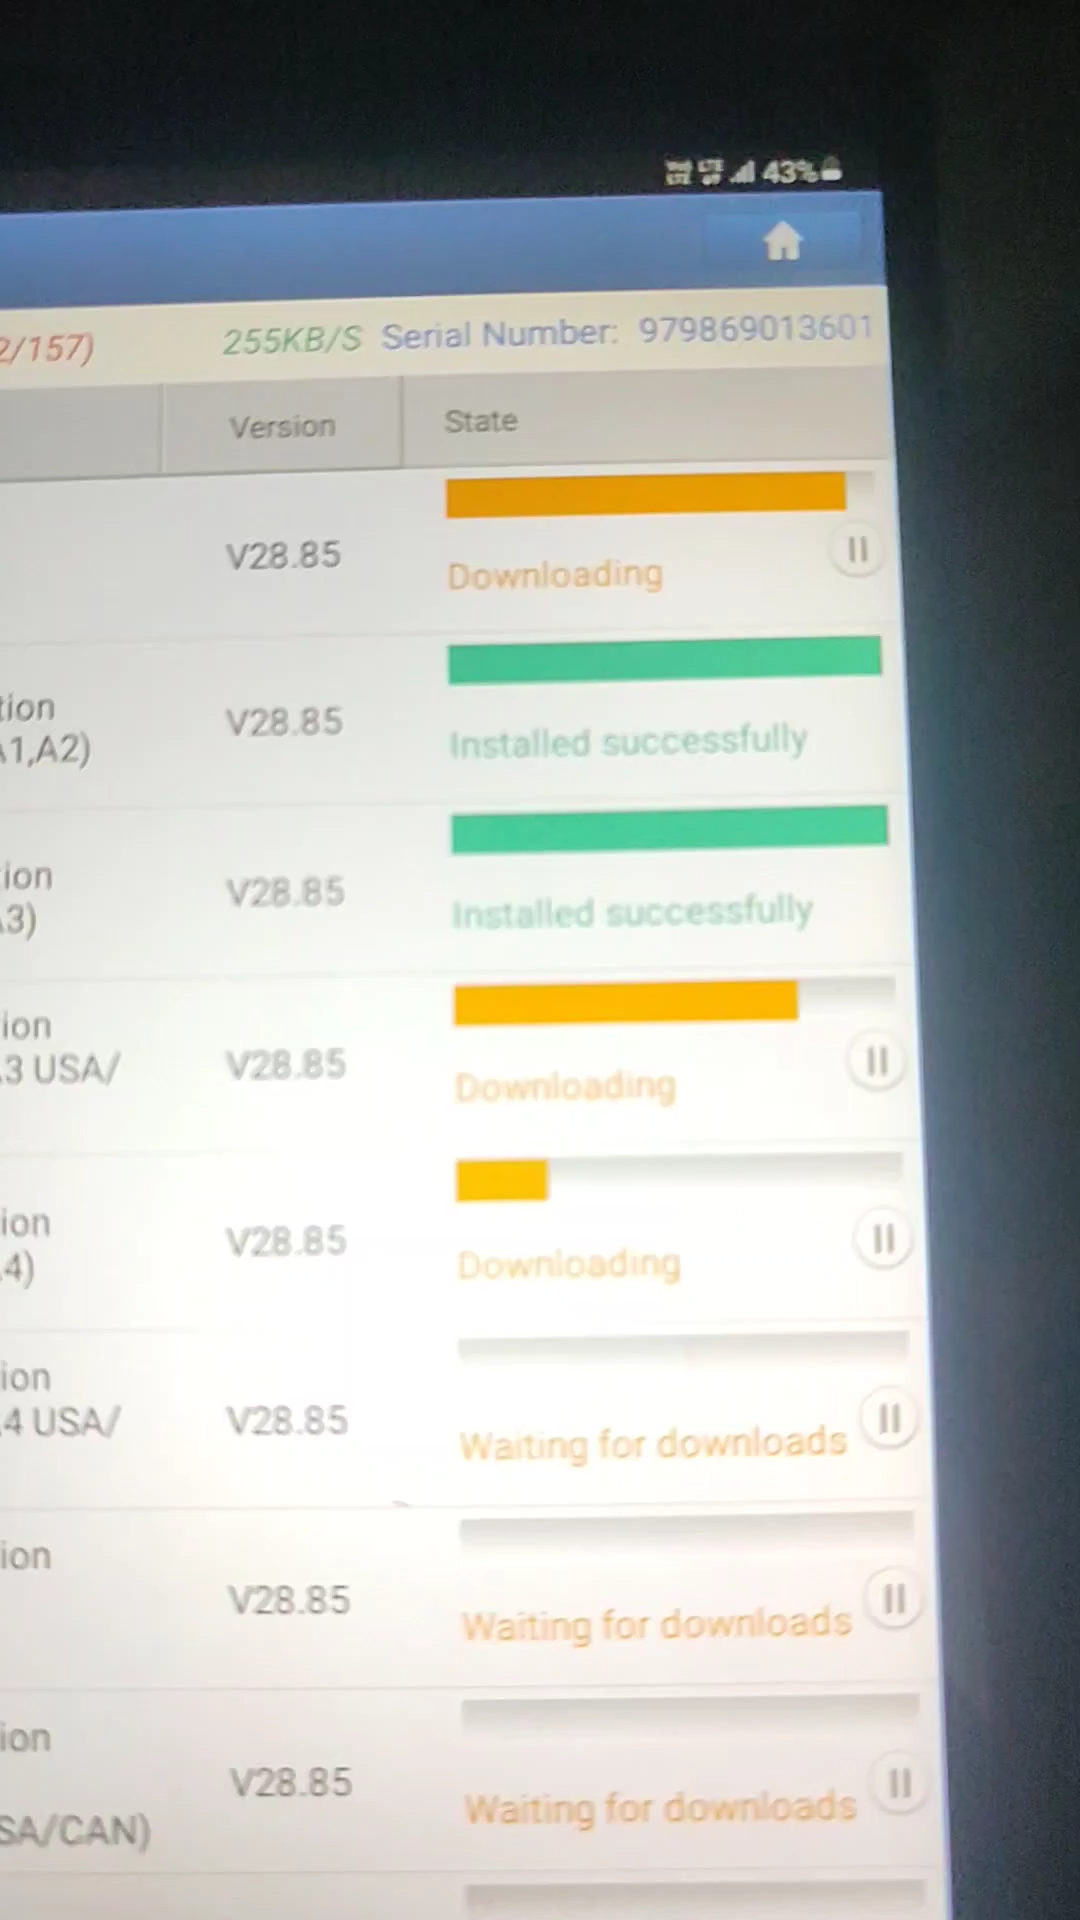 43%
2/157) 255KB/S Serial Number: 979869013601
Version State
V28.85
Downloading
tion
A1,A2)
V28.85
Installed successfully
ion
3)
V28.85
Installed successfully
ion
3 USA/
V28.85
Downloading
ion
4)
V28.85
Downloading
ion
4 USA/
V28.85
Waiting for downloads
ion
V28.85
Waiting for downloads
ion
SA/CAN)
V28.85
Waiting for downloads